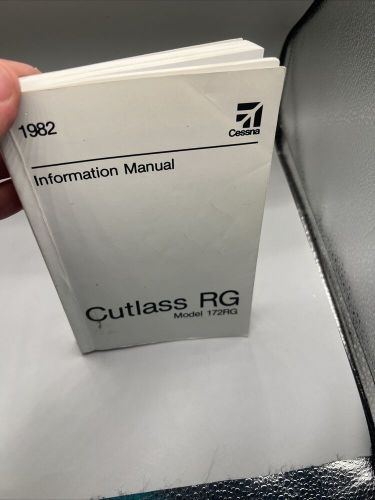 1982
Cessna
Information Manual
Cutlass RG
Model 172RG